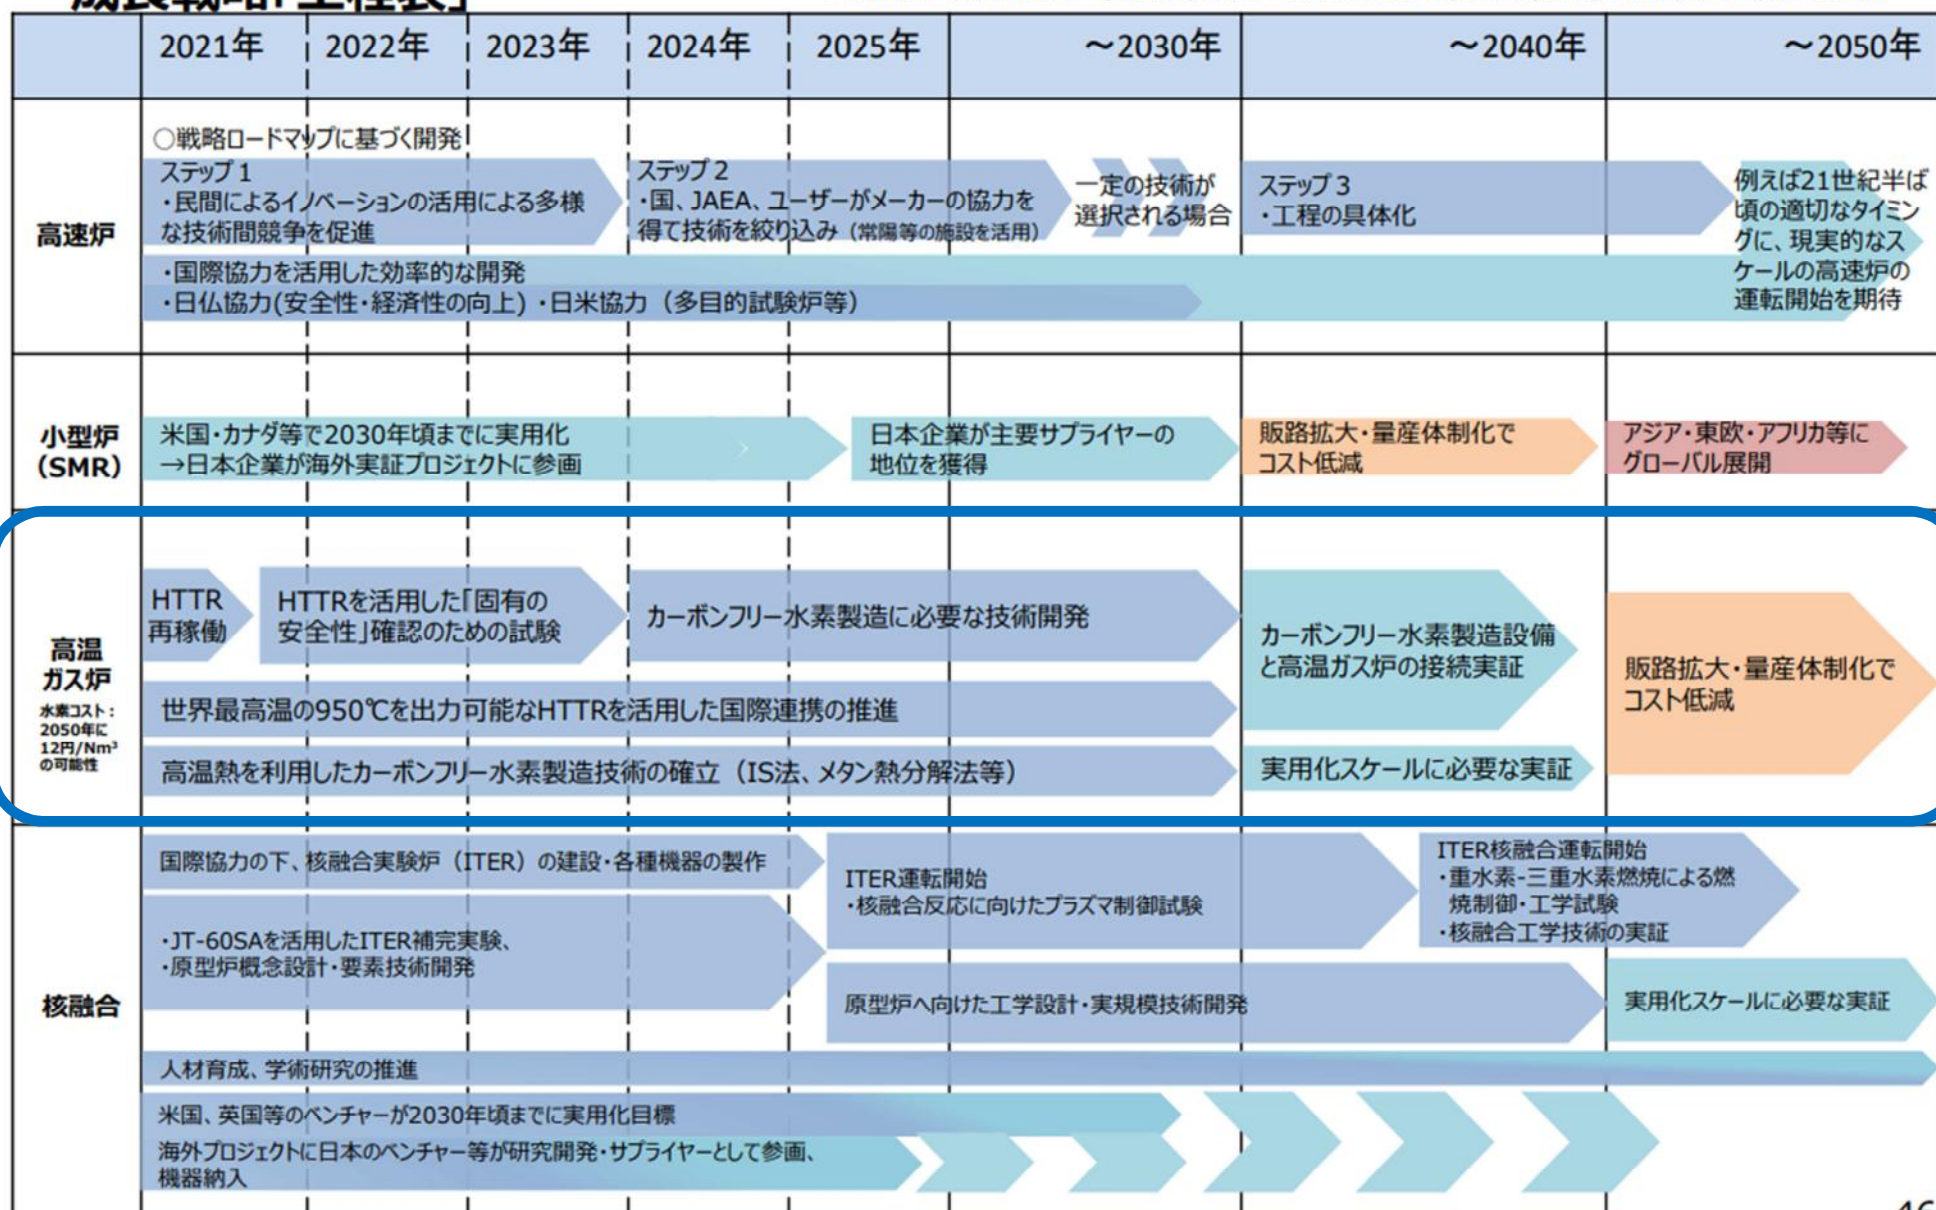 成長戦略「工程表」
2021年 2022年 2023年 2024年 2025年 ～2030年 ～2040年 ～2050年
高速炉
○戦略ロードマップに基づく開発
ステップ1
・民間によるイノベーションの活用による多様
な技術間競争を促進
ステップ2
・国、JAEA、ユーザーがメーカーの協力を
得て技術を絞り込み（常陽等の施設を活用）
一定の技術が
選択される場合
ステップ3
・工程の具体化
例えば21世紀半ば
頃の適切なタイミン
グに、現実的なス
ケールの高速炉の
運転開始を期待
・国際協力を活用した効率的な開発
・日仏協力(安全性・経済性の向上) ・日米協力（多目的試験炉等）
小型炉
（SMR）
米国・カナダ等で2030年頃までに実用化
→日本企業が海外実証プロジェクトに参画
日本企業が主要サプライヤーの
地位を獲得
販路拡大・量産体制化で
コスト低減
アジア・東欧・アフリカ等に
グローバル展開
高温
ガス炉
水素コスト：
2050年に
12円/Nm³
の可能性
HTTR
再稼働
HTTRを活用した「固有の
安全性」確認のための試験
カーボンフリー水素製造に必要な技術開発
カーボンフリー水素製造設備
と高温ガス炉の接続実証
販路拡大・量産体制化で
コスト低減
世界最高温の950℃を出力可能なHTTRを活用した国際連携の推進
高温熱を利用したカーボンフリー水素製造技術の確立（IS法、メタン熱分解法等）
実用化スケールに必要な実証
核融合
国際協力の下、核融合実験炉（ITER）の建設・各種機器の製作
・JT-60SAを活用したITER補完実験、
・原型炉概念設計・要素技術開発
ITER運転開始
・核融合反応に向けたプラズマ制御試験
ITER核融合運転開始
・重水素-三重水素燃焼による燃
焼制御・工学試験
・核融合工学技術の実証
原型炉へ向けた工学設計・実規模技術開発
実用化スケールに必要な実証
人材育成、学術研究の推進
米国、英国等のベンチャーが2030年頃までに実用化目標
海外プロジェクトに日本のベンチャー等が研究開発・サプライヤーとして参画、
機器納入